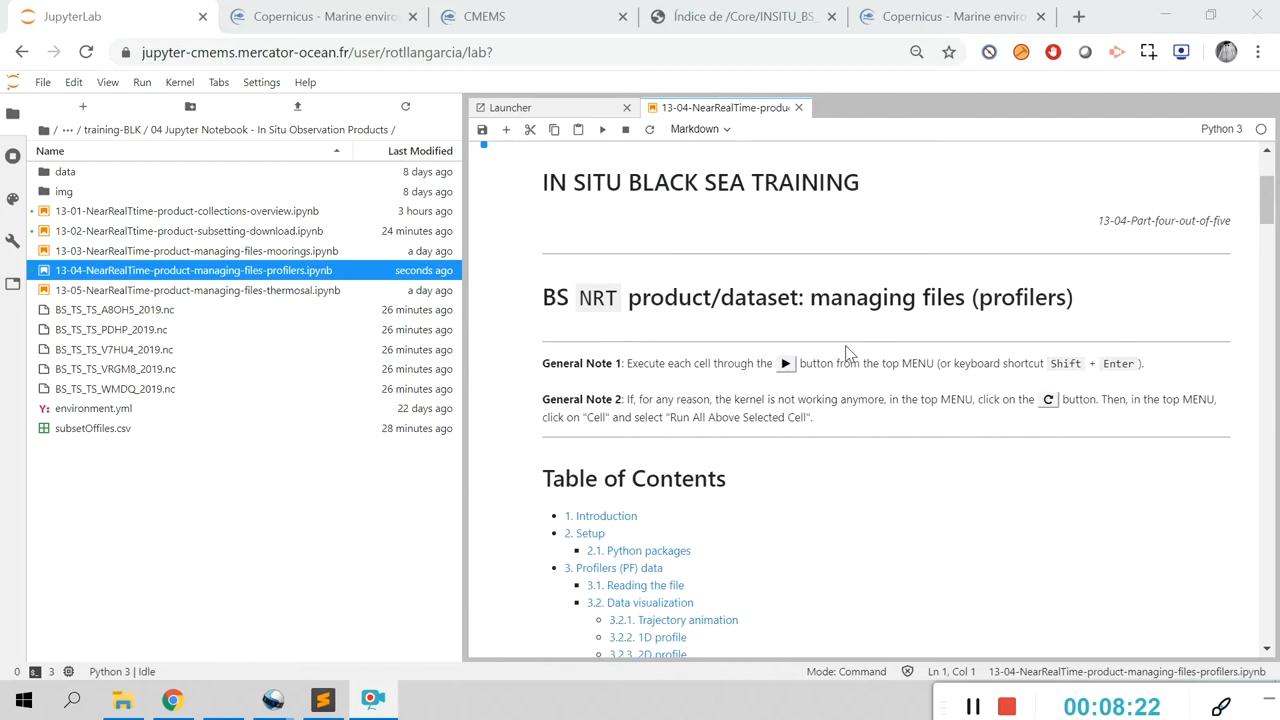 JupyterLab
Copernicus - Marine enviro
CMEMS
Índice de /Core/INSITU_BS_
Copernicus - Marine enviro
jupyter-cmems.mercator-ocean.fr/user/rotllangarcia/lab?
File Edit View Run Kernel Tabs Settings Help
/ ··· / training-BLK / 04 Jupyter Notebook - In Situ Observation Products /
Name Last Modified
data 8 days ago
img 8 days ago
13-01-NearRealTtime-product-collections-overview.ipynb 3 hours ago
13-02-NearRealTtime-product-subsetting-download.ipynb 24 minutes ago
13-03-NearRealTime-product-managing-files-moorings.ipynb a day ago
13-04-NearRealTime-product-managing-files-profilers.ipynb seconds ago
13-05-NearRealTime-product-managing-files-thermosal.ipynb a day ago
BS_TS_TS_A8OH5_2019.nc 26 minutes ago
BS_TS_TS_PDHP_2019.nc 26 minutes ago
BS_TS_TS_V7HU4_2019.nc 26 minutes ago
BS_TS_TS_VRGM8_2019.nc 26 minutes ago
BS_TS_TS_WMDQ_2019.nc 26 minutes ago
Y: environment.yml 22 days ago
subsetOffiles.csv 28 minutes ago
Launcher
13-04-NearRealTime-produc
Markdown
Python 3
IN SITU BLACK SEA TRAINING
13-04-Part-four-out-of-five
BS NRT product/dataset: managing files (profilers)
General Note 1: Execute each cell through the button from the top MENU (or keyboard shortcut Shift + Enter ).
General Note 2: If, for any reason, the kernel is not working anymore, in the top MENU, click on the button. Then, in the top MENU,
click on "Cell" and select "Run All Above Selected Cell".
Table of Contents
• 1. Introduction
• 2. Setup
▪ 2.1. Python packages
• 3. Profilers (PF) data
▪ 3.1. Reading the file
▪ 3.2. Data visualization
◦ 3.2.1. Trajectory animation
◦ 3.2.2. 1D profile
◦ 3.2.3. 2D profile
0 3 Python 3 | Idle
Mode: Command Ln 1, Col 1 13-04-NearRealTime-product-managing-files-profilers.ipynb
00:08:22